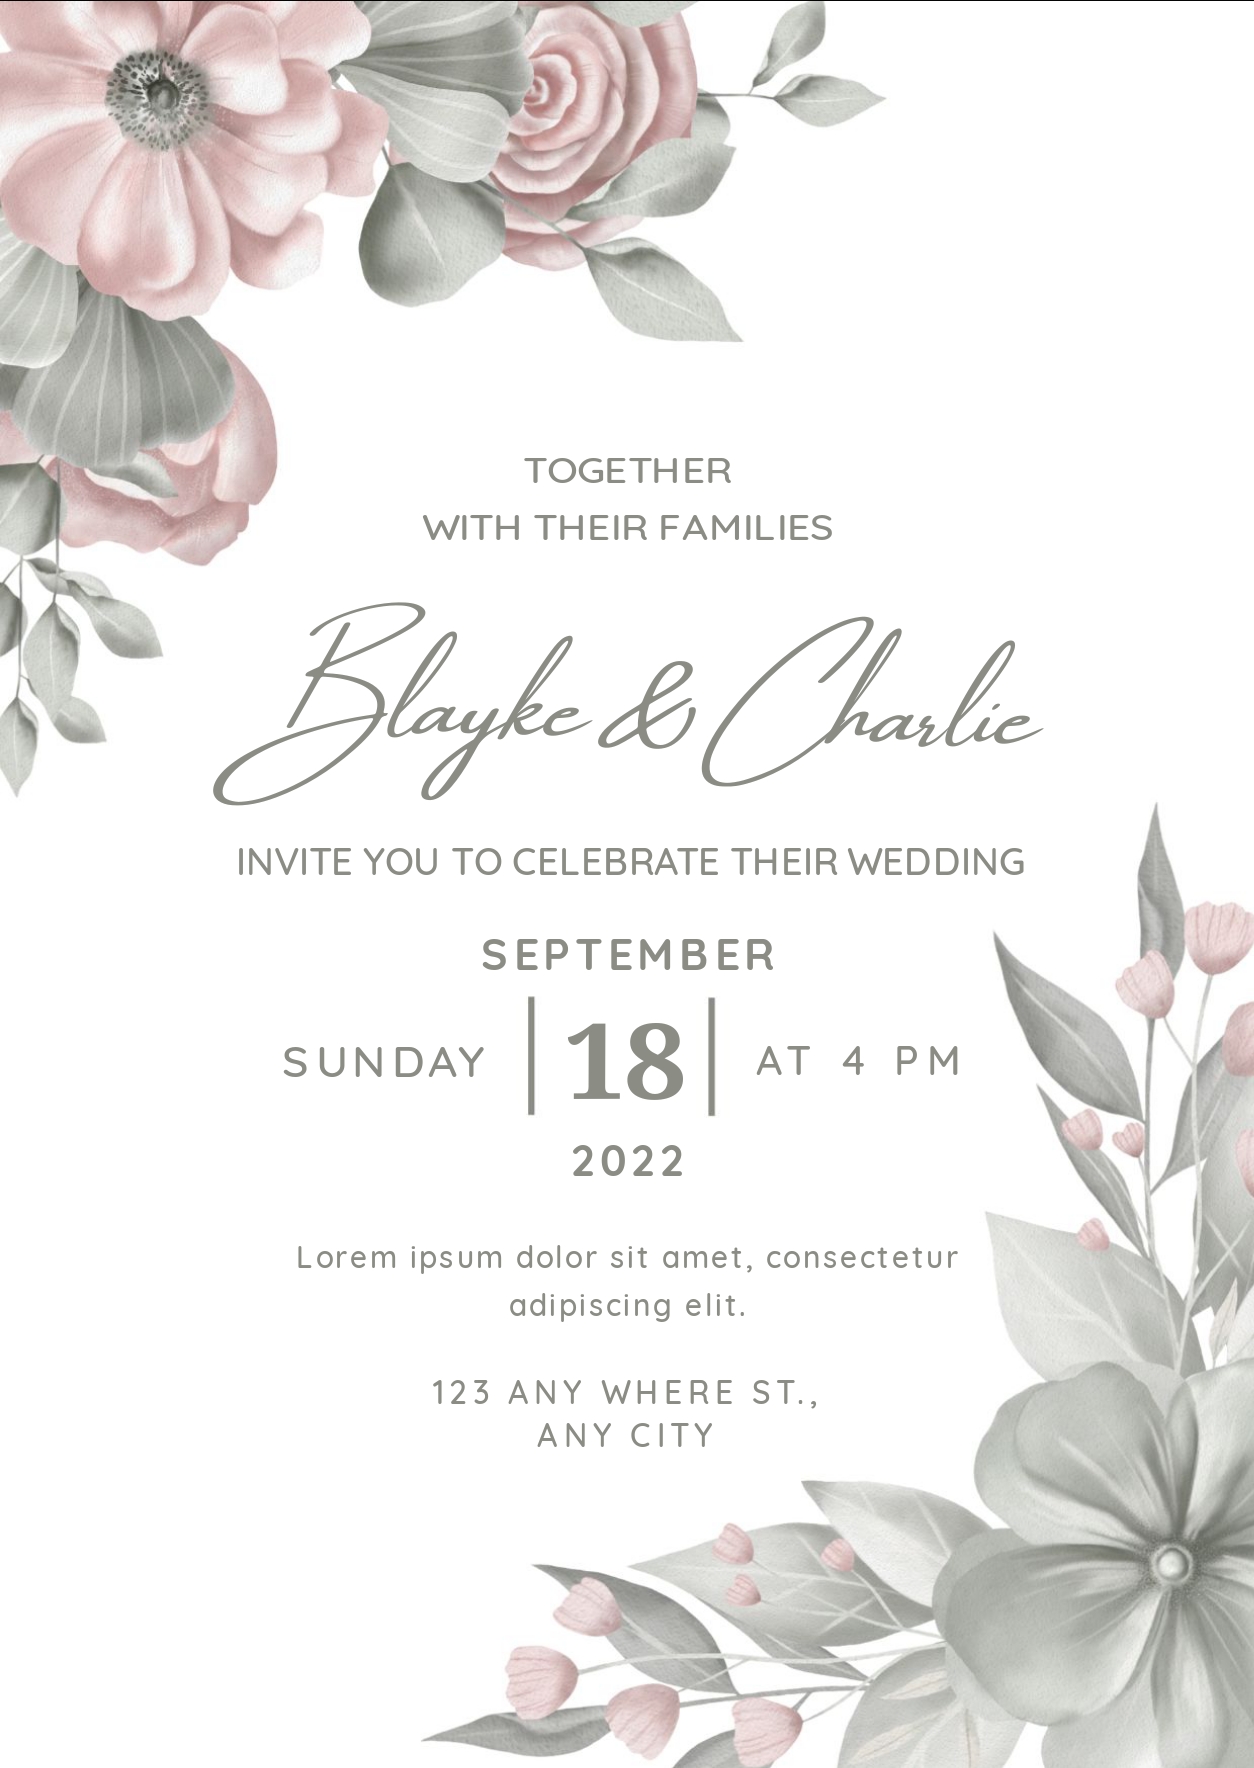 TOGETHER
WITH THEIR FAMILIES
Blayke & Charlie
INVITE YOU TO CELEBRATE THEIR WEDDING
SEPTEMBER
SUNDAY | 18 | AT 4 PM
2022
Lorem ipsum dolor sit amet, consectetur
adipiscing elit.
123 ANY WHERE ST.,
ANY CITY